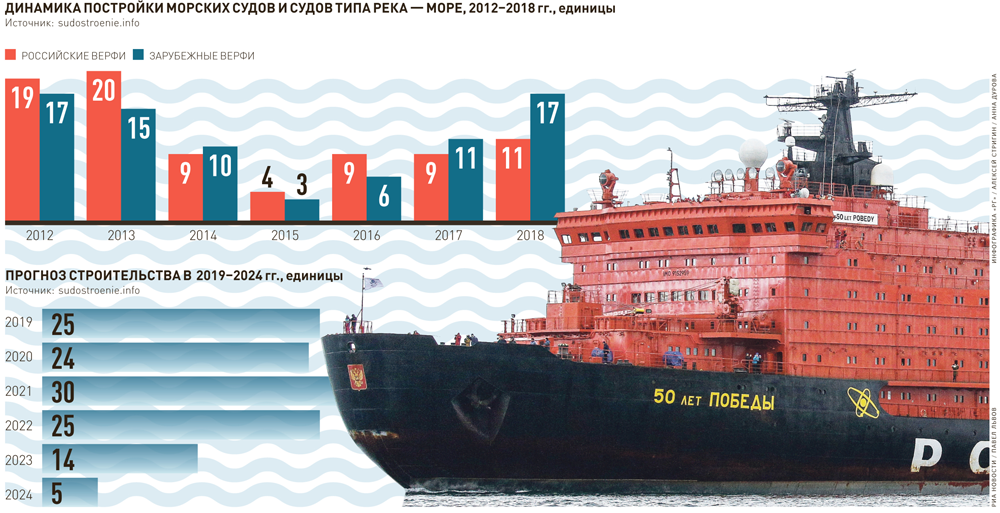 ДИНАМИКА ПОСТРОЙКИ МОРСКИХ СУДОВ И СУДОВ ТИПА РЕКА — МОРЕ, 2012–2018 гг., единицы
Источник: sudostroenie.info
РОССИЙСКИЕ ВЕРФИ ЗАРУБЕЖНЫЕ ВЕРФИ
19 17 20 15 9 10 4 3 9 6 9 11 11 17
2012 2013 2014 2015 2016 2017 2018
ПРОГНОЗ СТРОИТЕЛЬСТВА В 2019–2024 гг., единицы
Источник: sudostroenie.info
2019 25
2020 24
2021 30
2022 25
2023 14
2024 5
50 ЛЕТ POBEDY
50 ЛЕТ ПОБЕДЫ
РО
ИНФОГРАФИКА «РГ» / АЛЕКСЕЙ СТРИГИН / АННА ДУРОВА
РИА НОВОСТИ / ПАВЕЛ ЛЬВОВ